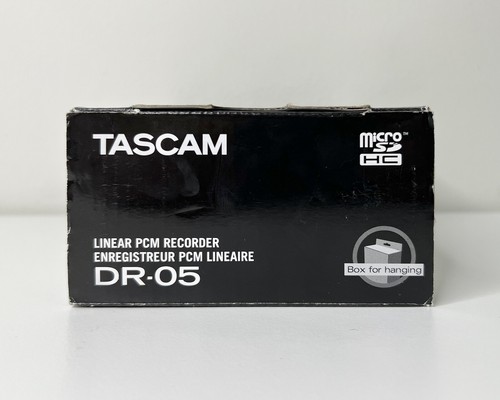 TASCAM
micro
SD
HC
LINEAR PCM RECORDER
ENREGISTREUR PCM LINEAIRE
DR-05
Box for hanging